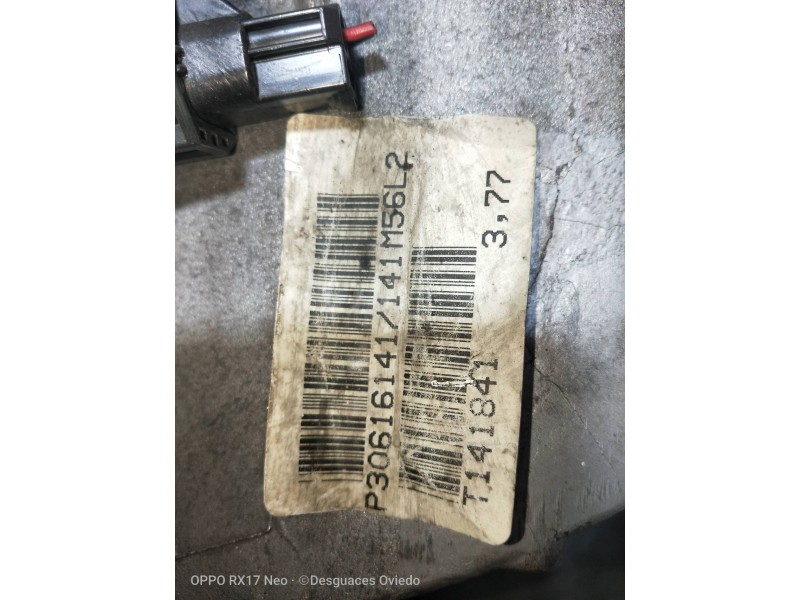 P30616141/141M56L2
T141841
3,77
OPPO RX17 Neo · ©Desguaces Oviedo